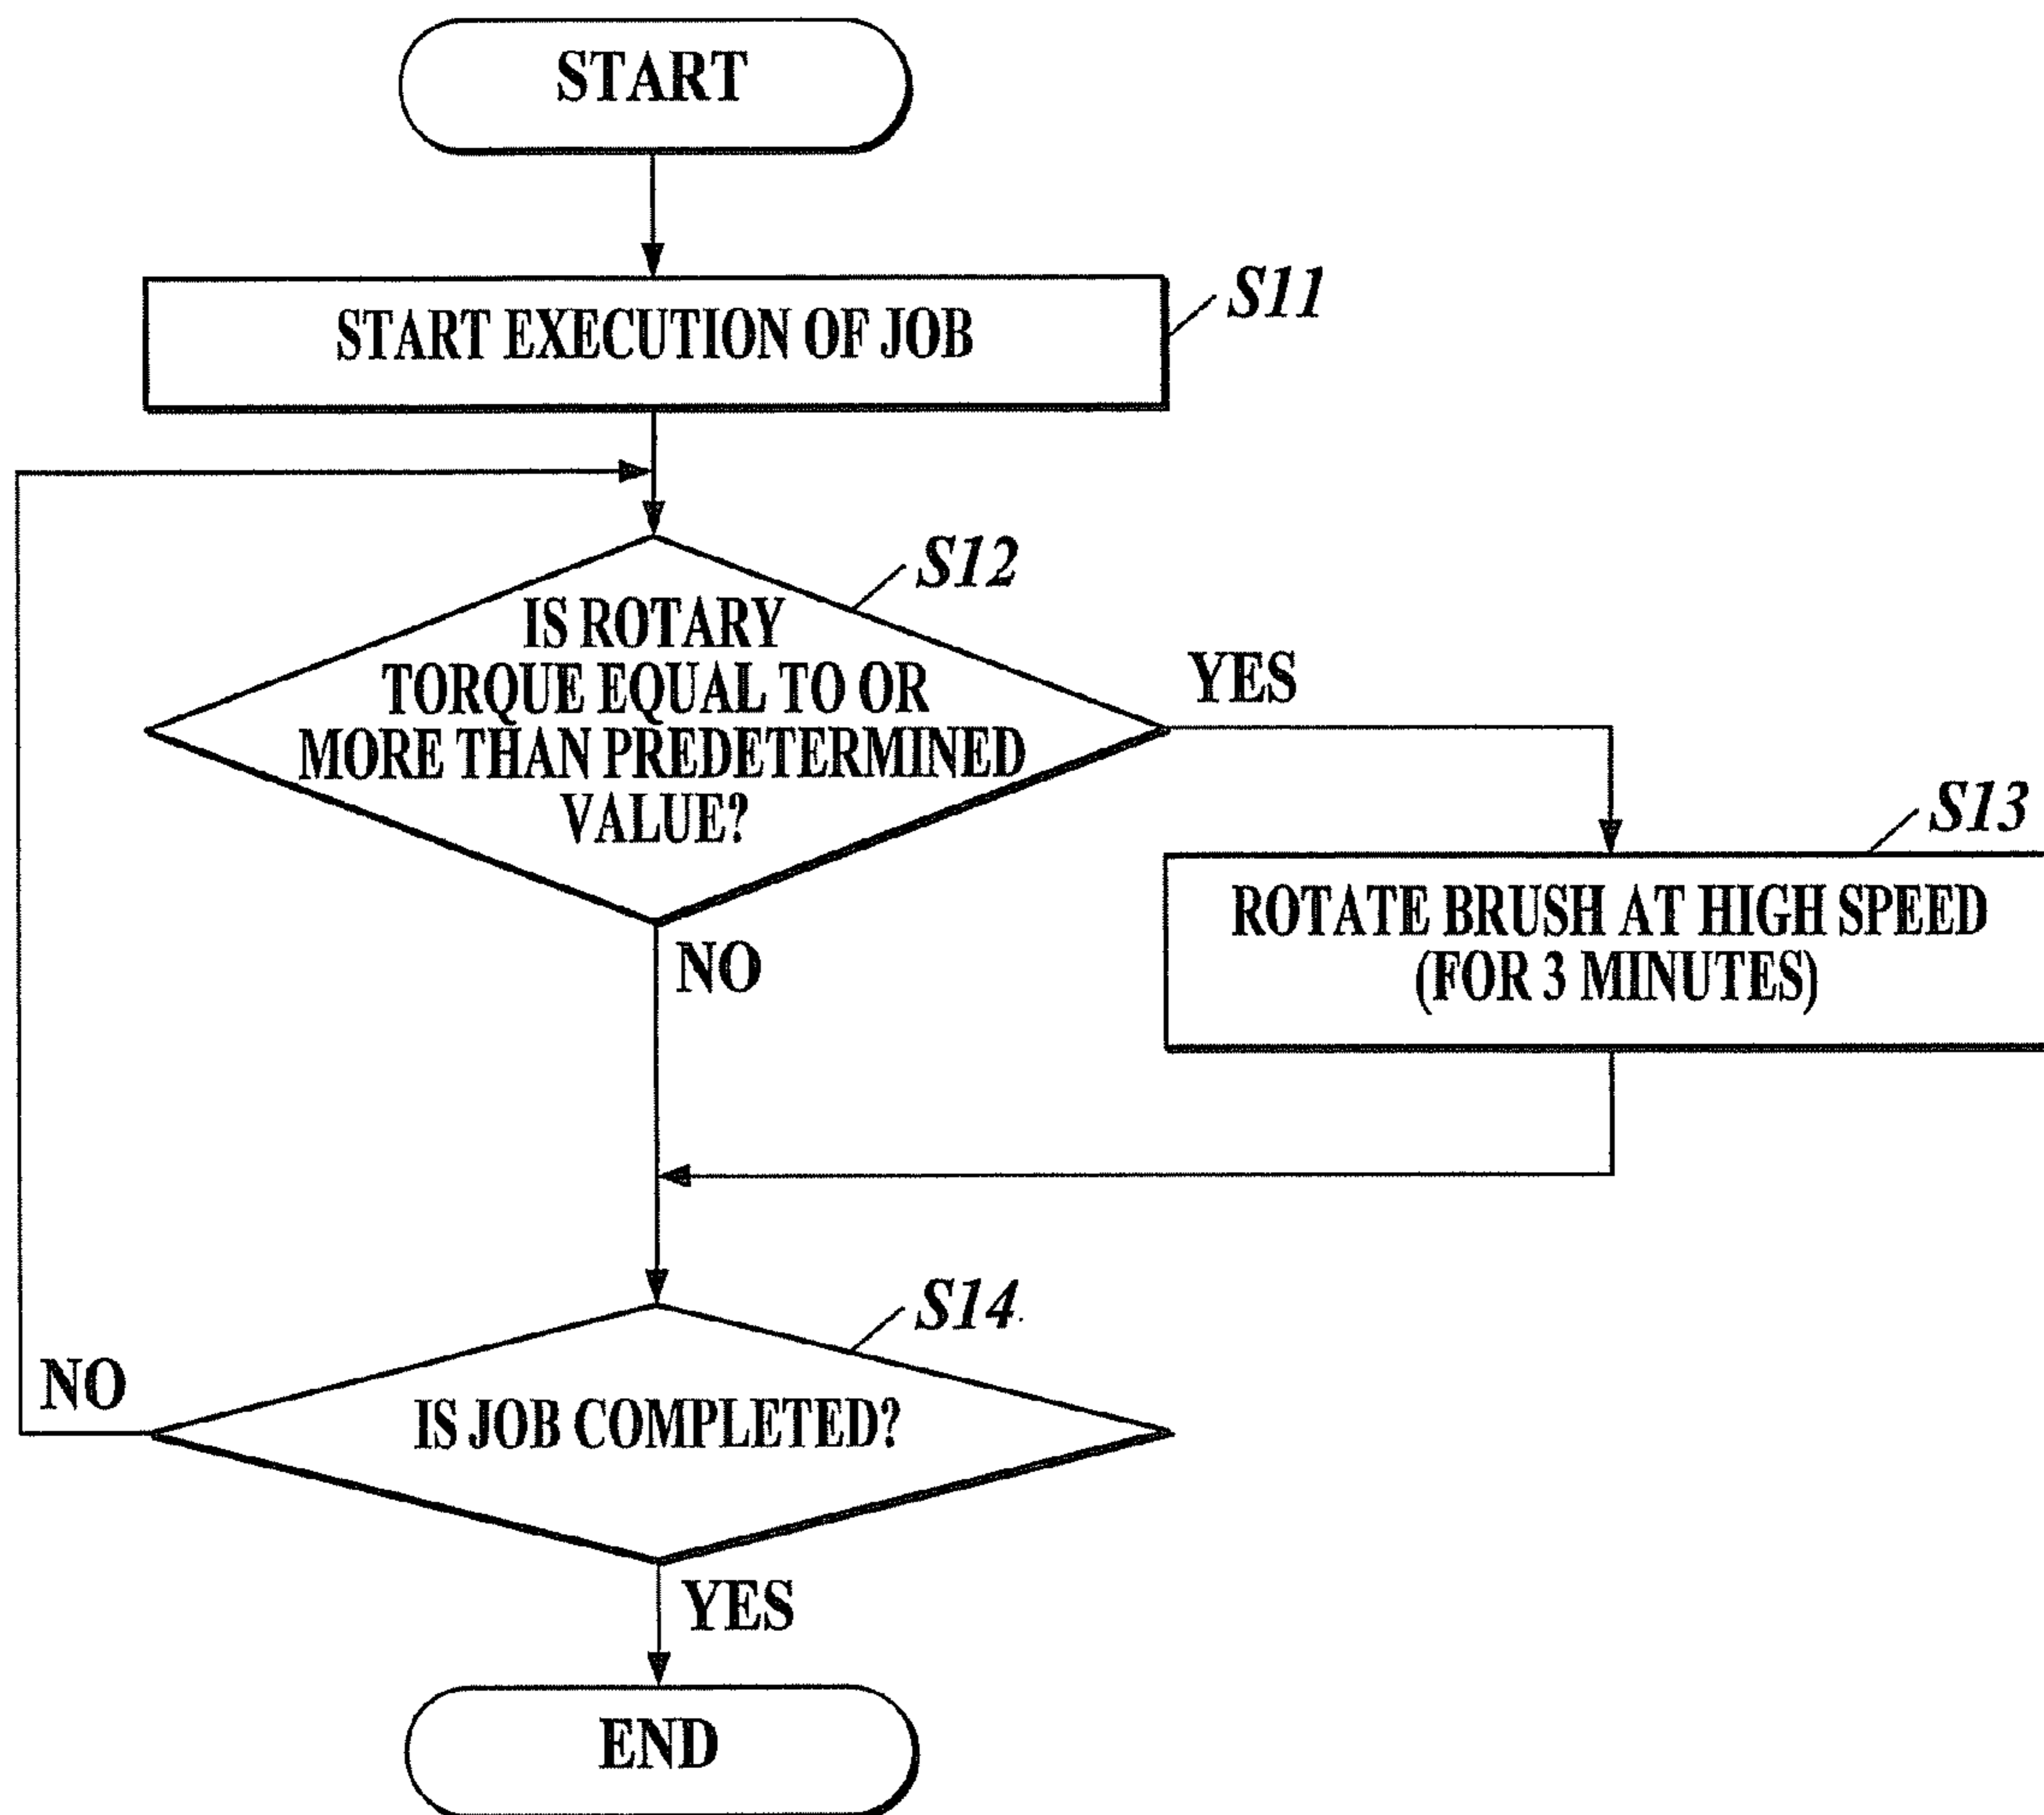 START
START EXECUTION OF JOB
S11
S12
IS ROTARY
TORQUE EQUAL TO OR
MORE THAN PREDETERMINED
VALUE?
YES
NO
S13
ROTATE BRUSH AT HIGH SPEED
(FOR 3 MINUTES)
S14
IS JOB COMPLETED?
NO
YES
END